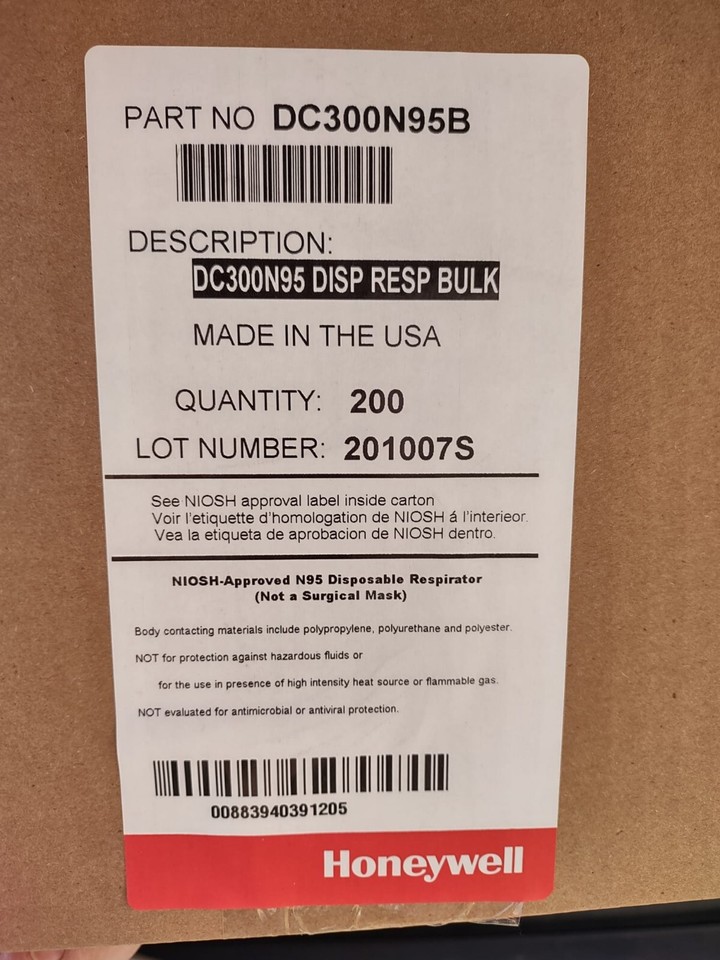 PART NO DC300N95B
DESCRIPTION:
DC300N95 DISP RESP BULK
MADE IN THE USA
QUANTITY: 200
LOT NUMBER: 201007S
See NIOSH approval label inside carton
Voir l'etiquette d'homologation de NIOSH á l'interieor.
Vea la etiqueta de aprobacion de NIOSH dentro.
NIOSH-Approved N95 Disposable Respirator
(Not a Surgical Mask)
Body contacting materials include polypropylene, polyurethane and polyester.
NOT for protection against hazardous fluids or
for the use in presence of high intensity heat source or flammable gas.
NOT evaluated for antimicrobial or antiviral protection.
00883940391205
Honeywell